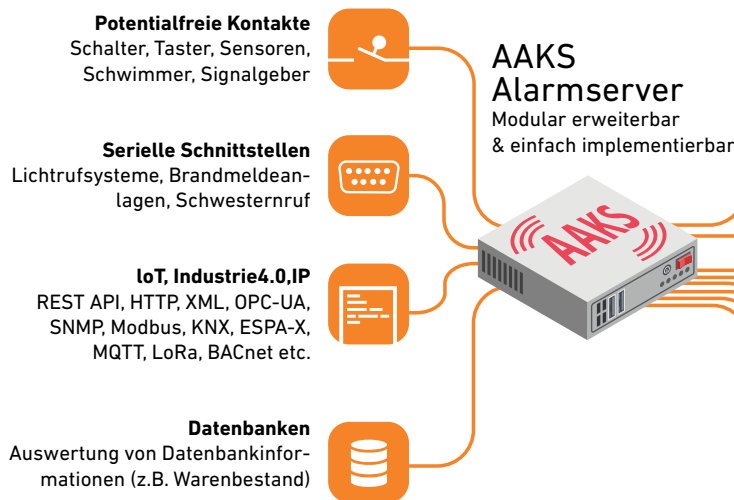 Potentialfreie Kontakte
Schalter, Taster, Sensoren,
Schwimmer, Signalgeber
AAKS
Alarmserver
Modular erweiterbar
& einfach implementierbar
Serielle Schnittstellen
Lichtrufsysteme, Brandmeldean-
lagen, Schwesternruf
AAKS
loT, Industrie4.0,IP
REST API, HTTP, XML, OPC-UA,
SNMP, Modbus, KNX, ESPA-X,
MQTT, LoRa, BACnet etc.
Datenbanken
Auswertung von Datenbankinfor-
mationen (z.B. Warenbestand)